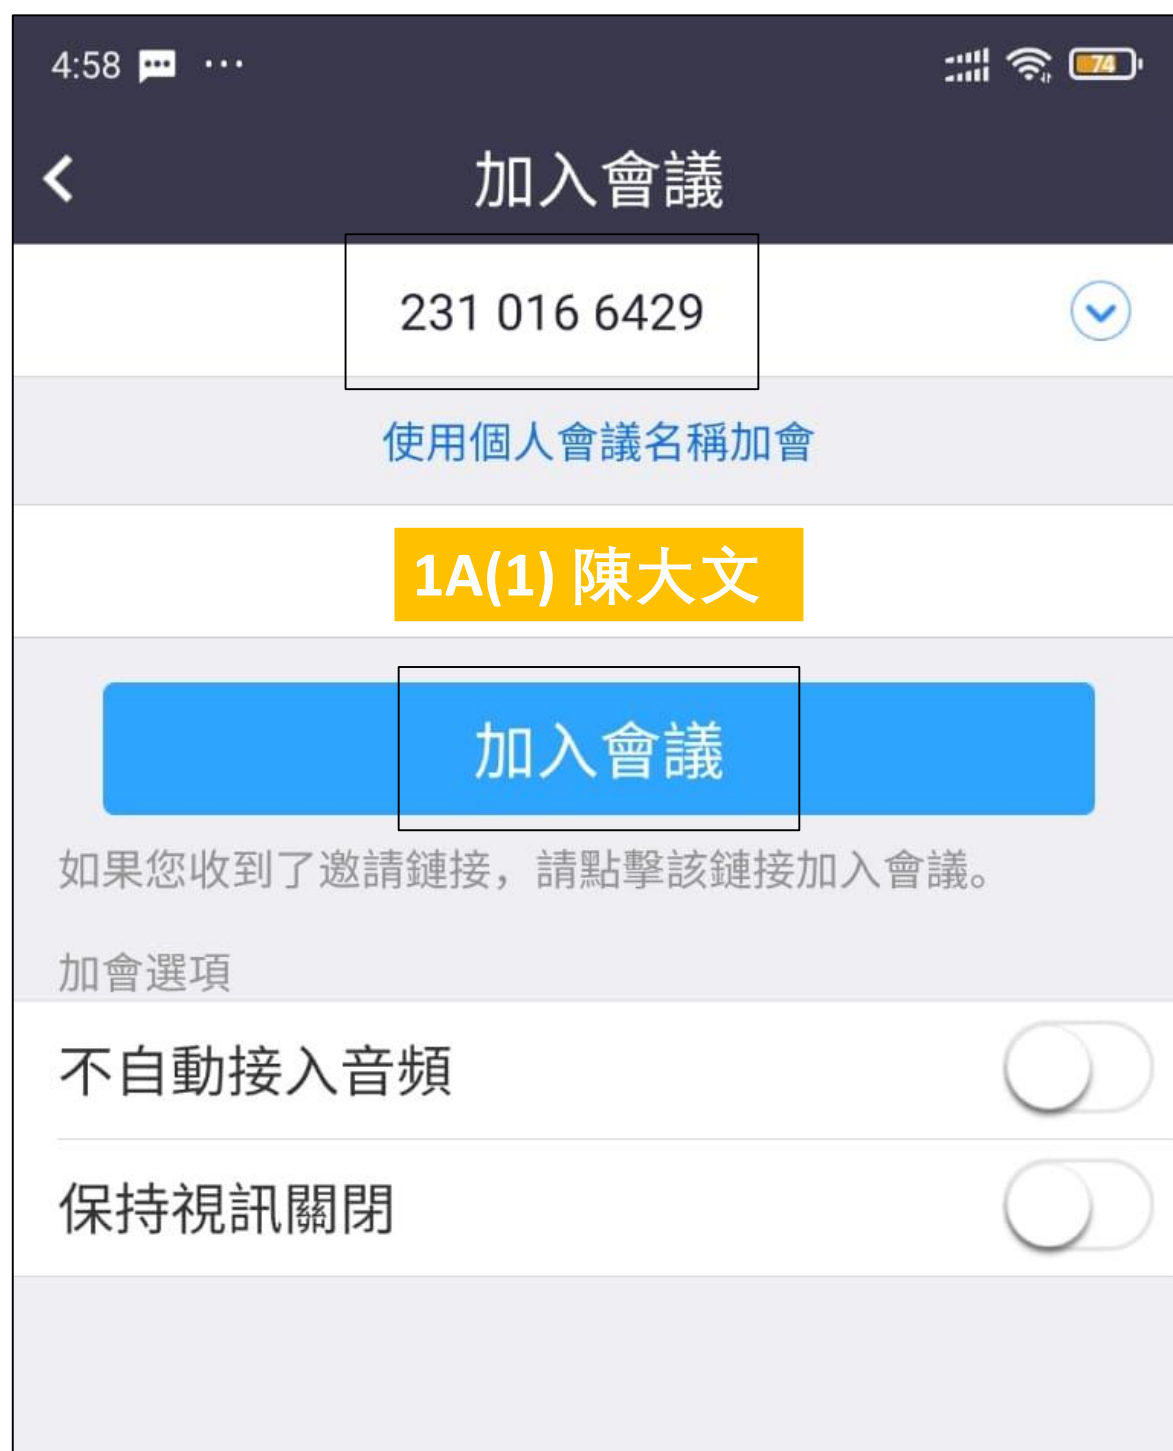 4:58 ... 74
加入會議
231 016 6429
使用個人會議名稱加會
1A(1) 陳大文
加入會議
如果您收到了邀請鏈接，請點擊該鏈接加入會議。
加會選項
不自動接入音頻
保持視訊關閉